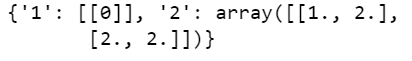 {'1': [[0]], '2': array([[1., 2.],
[2., 2.]])}